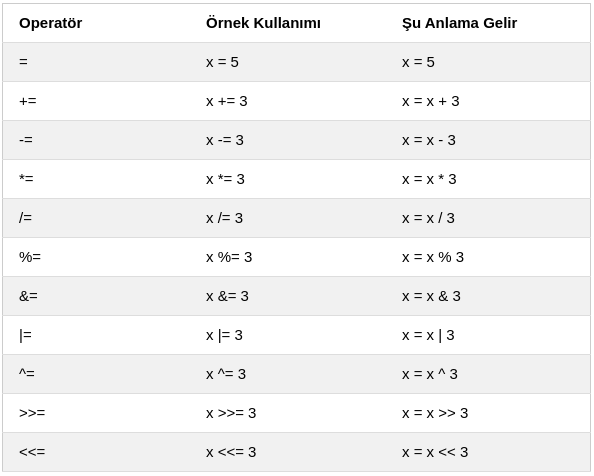 Operatör Örnek Kullanımı Şu Anlama Gelir
= x = 5 x = 5
+= x += 3 x = x + 3
-= x -= 3 x = x - 3
*= x *= 3 x = x * 3
/= x /= 3 x = x / 3
%= x %= 3 x = x % 3
&= x &= 3 x = x & 3
|= x |= 3 x = x | 3
^= x ^= 3 x = x ^ 3
>>= x >>= 3 x = x >> 3
<<= x <<= 3 x = x << 3